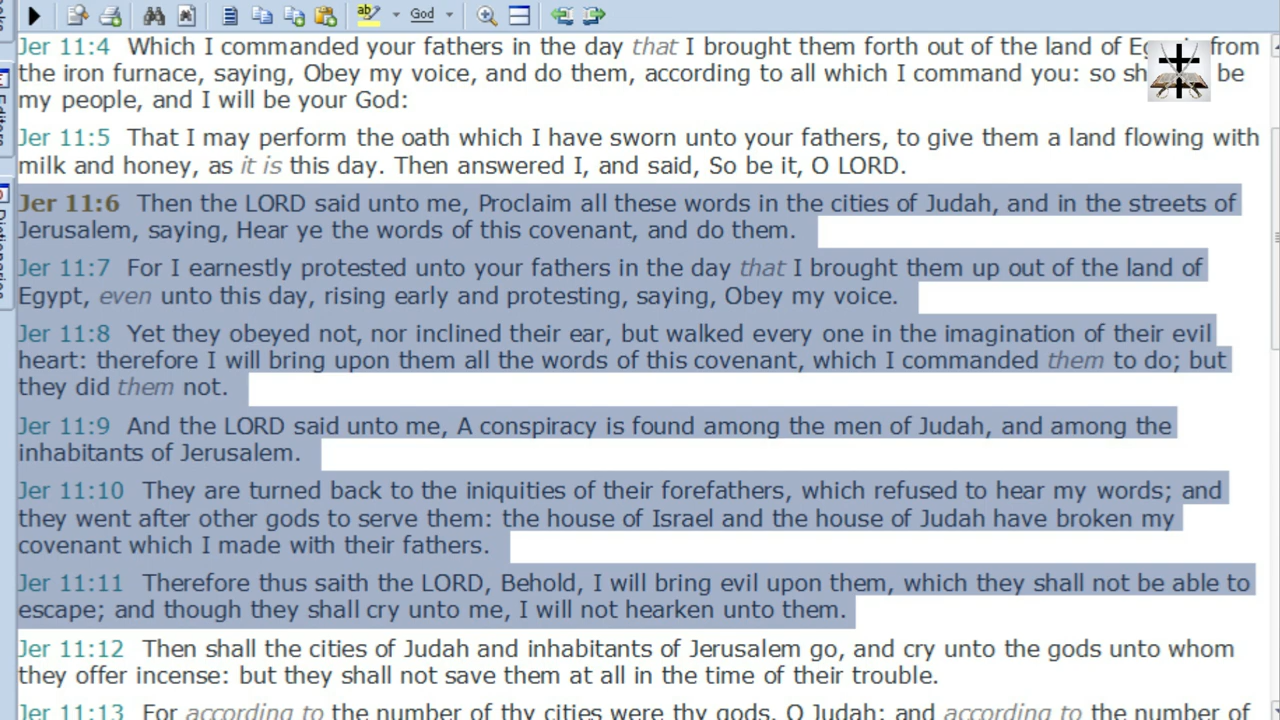 God
Jer 11:4 Which I commanded your fathers in the day that I brought them forth out of the land of from
the iron furnace, saying, Obey my voice, and do them, according to all which I command you: so be
my people, and I will be your God:
Jer 11:5 That I may perform the oath which I have sworn unto your fathers, to give them a land flowing with
milk and honey, as it is this day. Then answered I, and said, So be it, O LORD.
Jer 11:6 Then the LORD said unto me, Proclaim all these words in the cities of Judah, and in the streets of
Jerusalem, saying, Hear ye the words of this covenant, and do them.
Jer 11:7 For I earnestly protested unto your fathers in the day that I brought them up out of the land of
Egypt, even unto this day, rising early and protesting, saying, Obey my voice.
Jer 11:8 Yet they obeyed not, nor inclined their ear, but walked every one in the imagination of their evil
heart: therefore I will bring upon them all the words of this covenant, which I commanded them to do; but
they did them not.
Jer 11:9 And the LORD said unto me, A conspiracy is found among the men of Judah, and among the
inhabitants of Jerusalem.
Jer 11:10 They are turned back to the iniquities of their forefathers, which refused to hear my words; and
they went after other gods to serve them: the house of Israel and the house of Judah have broken my
covenant which I made with their fathers.
Jer 11:11 Therefore thus saith the LORD, Behold, I will bring evil upon them, which they shall not be able to
escape; and though they shall cry unto me, I will not hearken unto them.
Jer 11:12 Then shall the cities of Judah and inhabitants of Jerusalem go, and cry unto the gods unto whom
they offer incense: but they shall not save them at all in the time of their trouble.
Jer 11:13 For according to the number of thy cities were thy gods, O Judah; and according to the number of